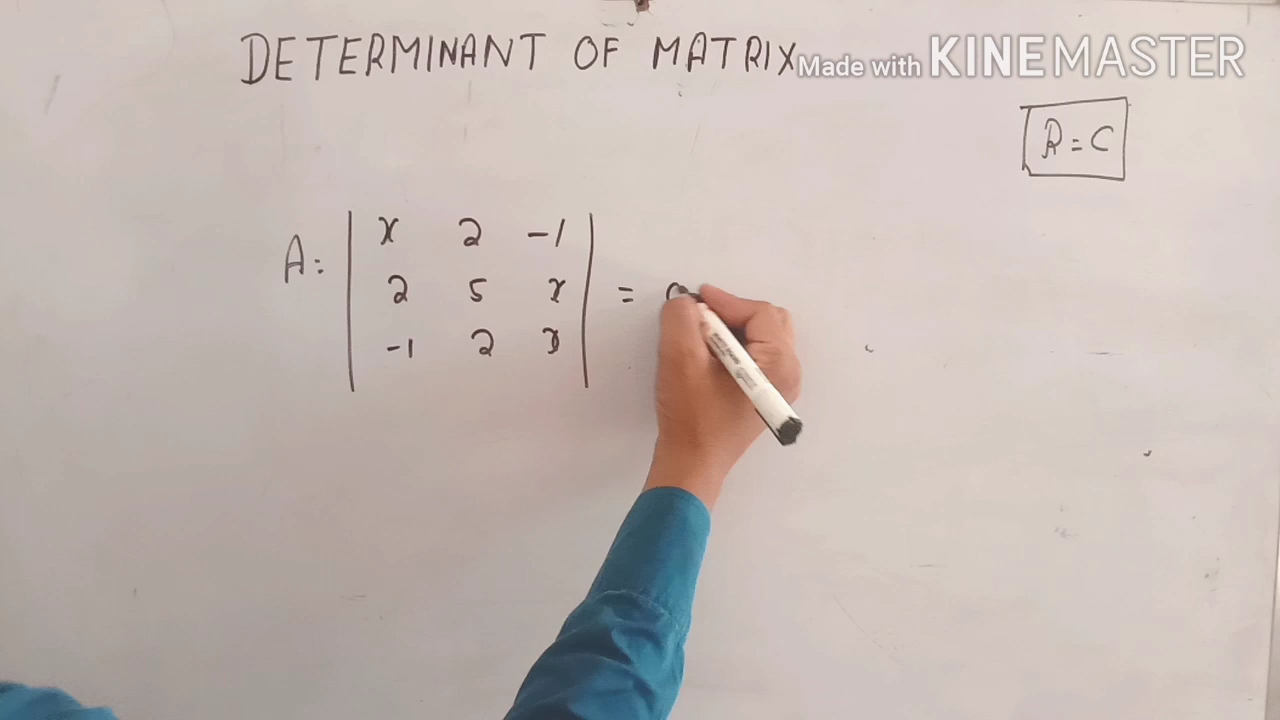 DETERMINANT OF MATRIX
Made with KINEMASTER
R = C
A: | x 2 -1 |
| 2 5 x | =
| -1 2 x |